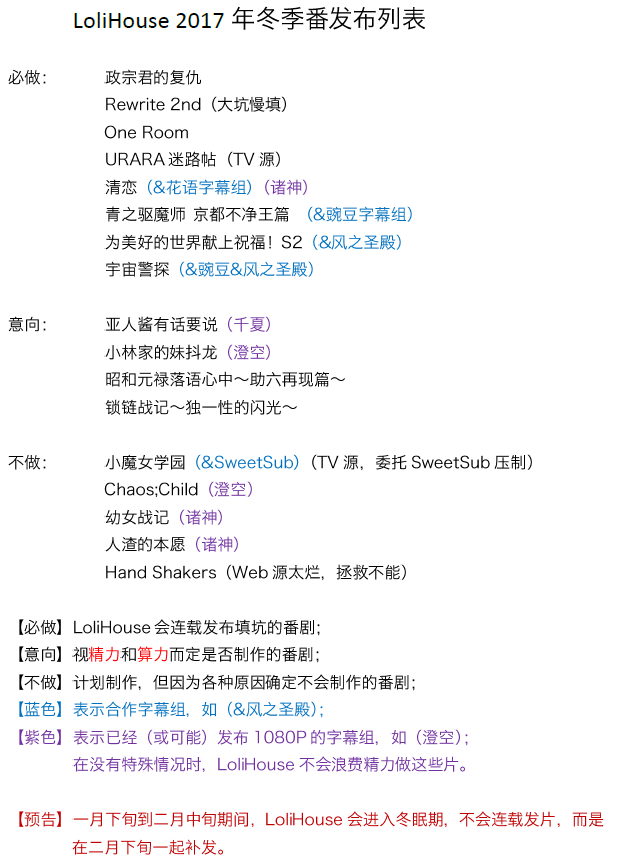 LoliHouse 2017 年冬季番发布列表
必做： 政宗君的复仇
Rewrite 2nd（大坑慢填）
One Room
URARA 迷路帖（TV 源）
清恋（&花语字幕组）（诸神）
青之驱魔师 京都不净王篇 （&豌豆字幕组）
为美好的世界献上祝福！S2（&风之圣殿）
宇宙警探（&豌豆&风之圣殿）
意向： 亚人酱有话要说（千夏）
小林家的妹抖龙（澄空）
昭和元禄落语心中～助六再现篇～
锁链战记～独一性的闪光～
不做： 小魔女学园（&SweetSub）（TV 源，委托 SweetSub 压制）
Chaos;Child（澄空）
幼女战记（诸神）
人渣的本愿（诸神）
Hand Shakers（Web 源太烂，拯救不能）
【必做】LoliHouse 会连载发布填坑的番剧；
【意向】视精力和算力而定是否制作的番剧；
【不做】计划制作，但因为各种原因确定不会制作的番剧；
【蓝色】表示合作字幕组，如（&风之圣殿）；
【紫色】表示已经（或可能）发布 1080P 的字幕组，如（澄空）；
在没有特殊情况时，LoliHouse 不会浪费精力做这些片。
【预告】一月下旬到二月中旬期间，LoliHouse 会进入冬眠期，不会连载发片，而是
在二月下旬一起补发。